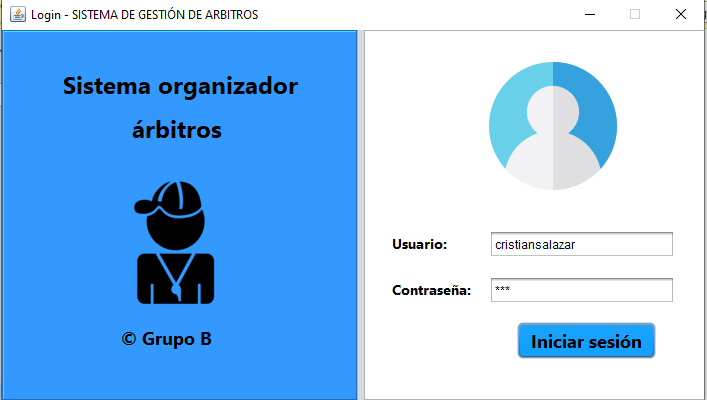 Login - SISTEMA DE GESTIÓN DE ARBITROS
Sistema organizador
árbitros
© Grupo B
Usuario:
cristiansalazar
Contraseña:
***
Iniciar sesión